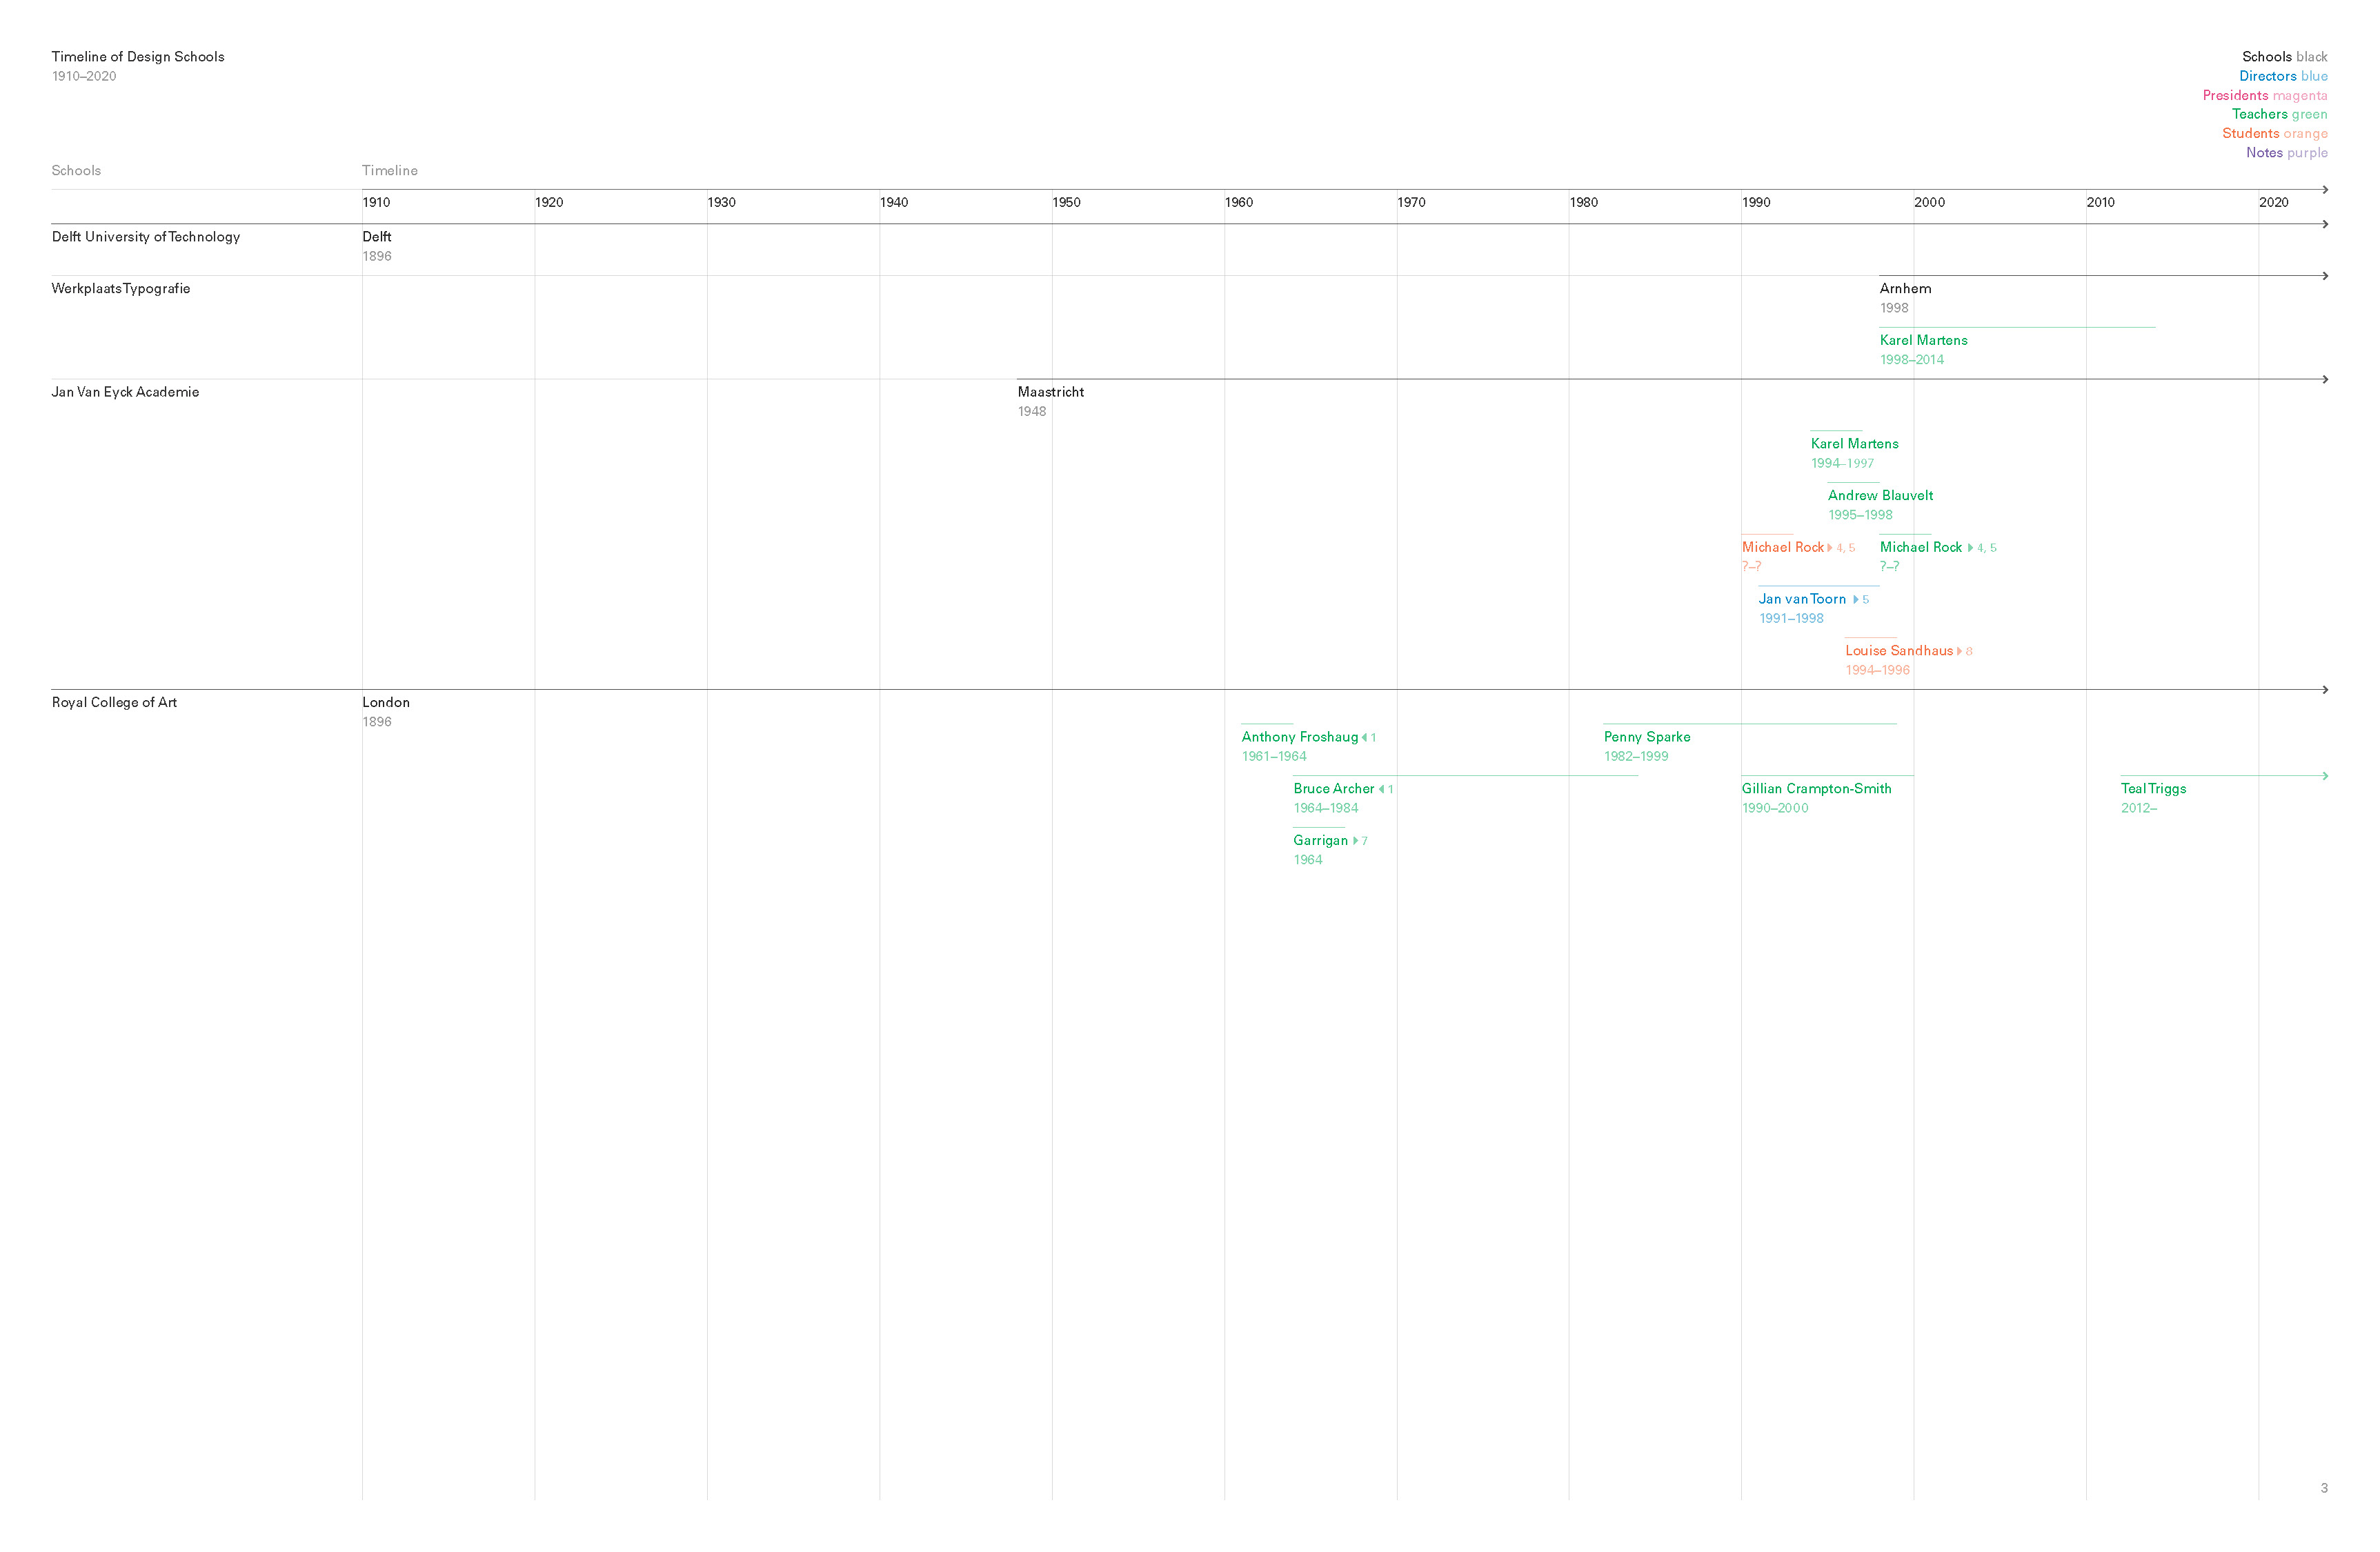 Timeline of Design Schools
1910–2020
Schools black
Directors blue
Presidents magenta
Teachers green
Students orange
Notes purple
Schools
Timeline
1910 1920 1930 1940 1950 1960 1970 1980 1990 2000 2010 2020
Delft University of Technology
Delft
1896
Werkplaats Typografie
Arnhem
1998
Karel Martens
1998–2014
Jan Van Eyck Academie
Maastricht
1948
Karel Martens
1994–1997
Andrew Blauvelt
1995–1998
Michael Rock 4, 5
?–?
Michael Rock 4, 5
?–?
Jan van Toorn 5
1991–1998
Louise Sandhaus 8
1994–1996
Royal College of Art
London
1896
Anthony Froshaug 1
1961–1964
Penny Sparke
1982–1999
Bruce Archer 1
1964–1984
Gillian Crampton-Smith
1990–2000
Teal Triggs
2012–
Garrigan 7
1964
3